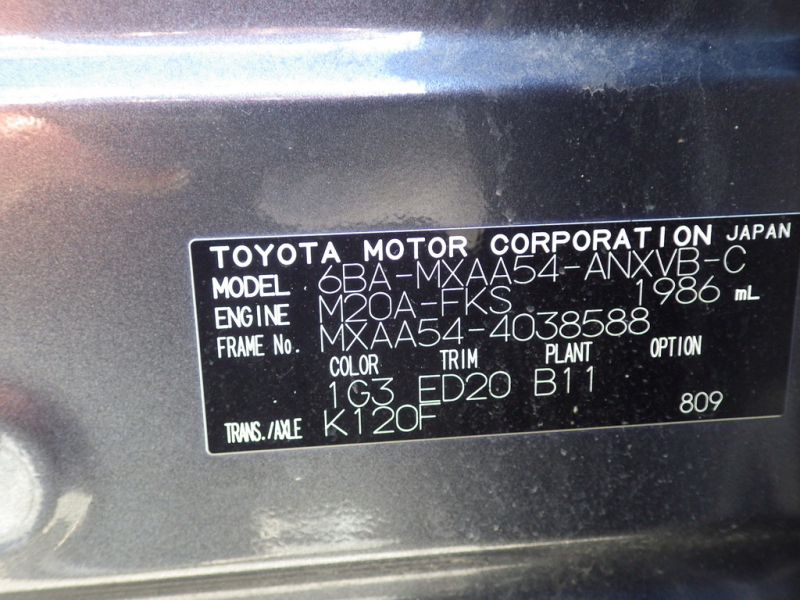 TOYOTA MOTOR CORPORATION JAPAN
MODEL 6BA-MXAA54-ANXVB-C
ENGINE M20A-FKS 1986 mL
FRAME No. MXAA54-4038588
COLOR TRIM PLANT OPTION
1G3 ED20 B11
TRANS./AXLE K120F 809